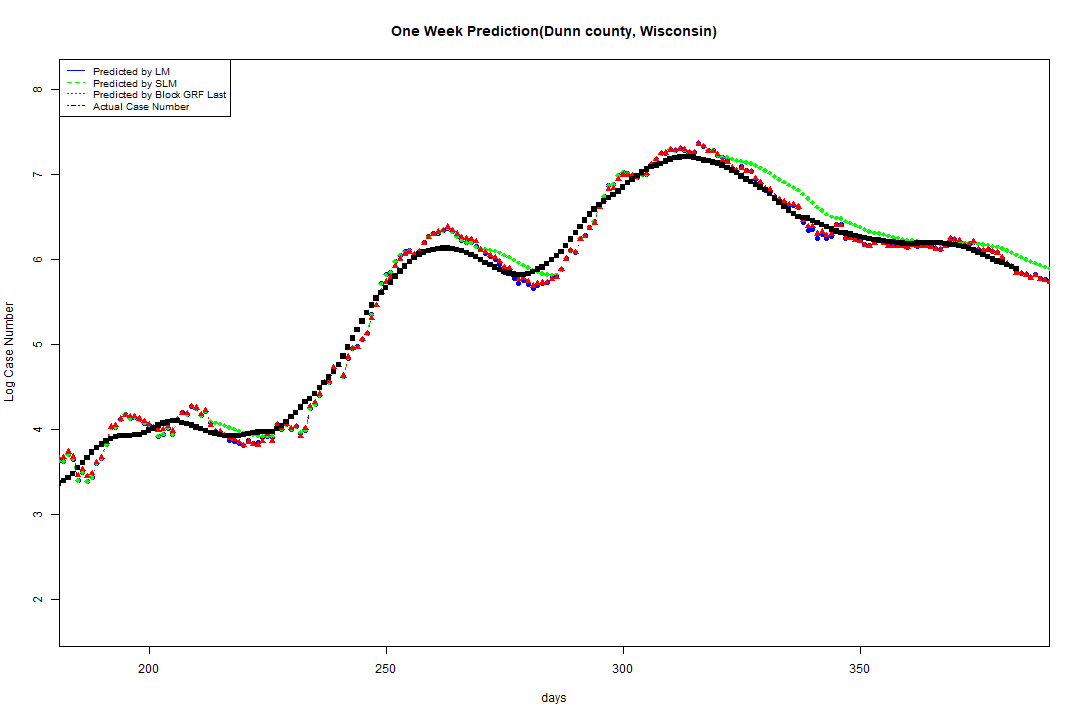 One Week Prediction(Dunn county, Wisconsin)
Predicted by LM
Predicted by SLM
Predicted by Block GRF Last
Actual Case Number
8
7
6
5
4
3
2
Log Case Number
200
250
300
350
days